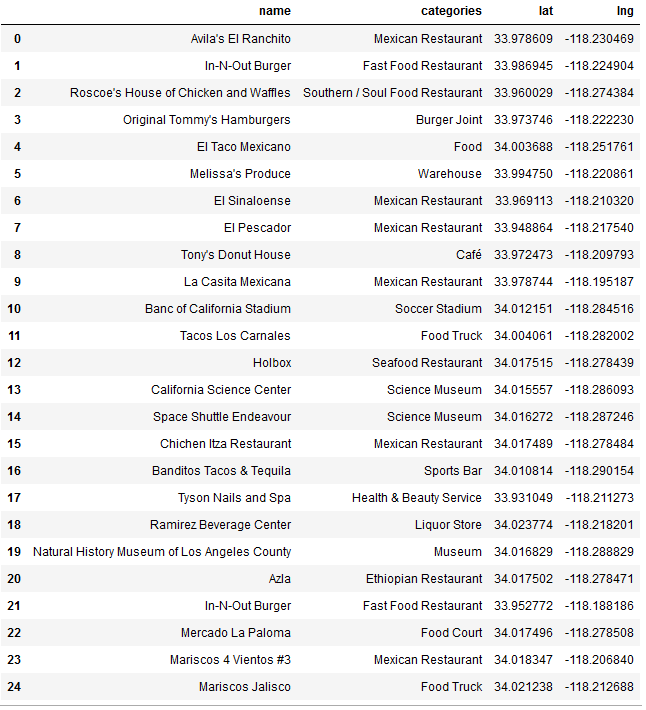 name categories lat lng
0 Avila's El Ranchito Mexican Restaurant 33.978609 -118.230469
1 In-N-Out Burger Fast Food Restaurant 33.986945 -118.224904
2 Roscoe's House of Chicken and Waffles Southern / Soul Food Restaurant 33.960029 -118.274384
3 Original Tommy's Hamburgers Burger Joint 33.973746 -118.222230
4 El Taco Mexicano Food 34.003688 -118.251761
5 Melissa's Produce Warehouse 33.994750 -118.220861
6 El Sinaloense Mexican Restaurant 33.969113 -118.210320
7 El Pescador Mexican Restaurant 33.948864 -118.217540
8 Tony's Donut House Café 33.972473 -118.209793
9 La Casita Mexicana Mexican Restaurant 33.978744 -118.195187
10 Banc of California Stadium Soccer Stadium 34.012151 -118.284516
11 Tacos Los Carnales Food Truck 34.004061 -118.282002
12 Holbox Seafood Restaurant 34.017515 -118.278439
13 California Science Center Science Museum 34.015557 -118.286093
14 Space Shuttle Endeavour Science Museum 34.016272 -118.287246
15 Chichen Itza Restaurant Mexican Restaurant 34.017489 -118.278484
16 Banditos Tacos & Tequila Sports Bar 34.010814 -118.290154
17 Tyson Nails and Spa Health & Beauty Service 33.931049 -118.211273
18 Ramirez Beverage Center Liquor Store 34.023774 -118.218201
19 Natural History Museum of Los Angeles County Museum 34.016829 -118.288829
20 Azla Ethiopian Restaurant 34.017502 -118.278471
21 In-N-Out Burger Fast Food Restaurant 33.952772 -118.188186
22 Mercado La Paloma Food Court 34.017496 -118.278508
23 Mariscos 4 Vientos #3 Mexican Restaurant 34.018347 -118.206840
24 Mariscos Jalisco Food Truck 34.021238 -118.212688